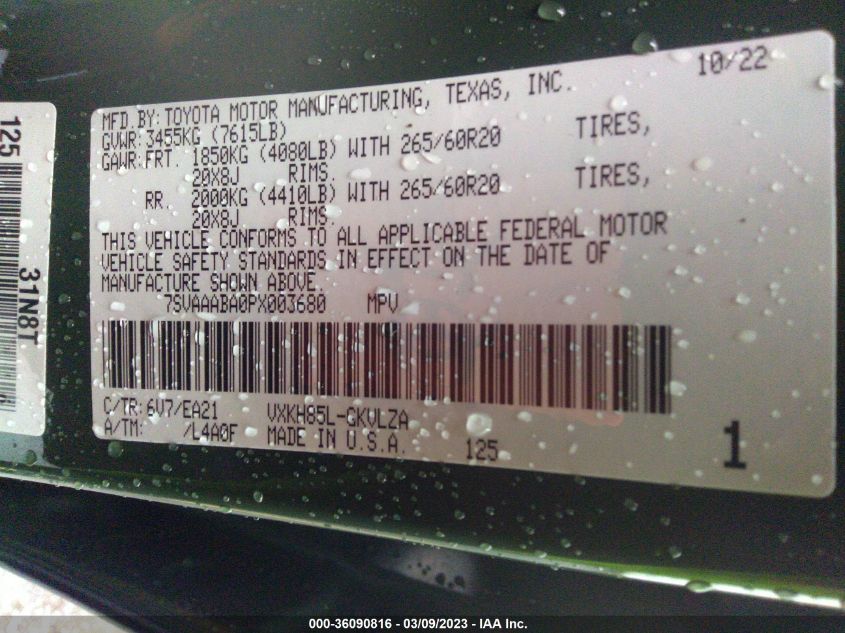 10/22
MFD BY: TOYOTA MOTOR MANUFACTURING, TEXAS, INC.
GVWR: 3455KG (7615LB)
GAWR: FRT. 1850KG (4080LB) WITH 265/60R20 TIRES,
20X8J RIMS.
RR. 2000KG (4410LB) WITH 265/60R20 TIRES,
20X8J RIMS.
THIS VEHICLE CONFORMS TO ALL APPLICABLE FEDERAL MOTOR
VEHICLE SAFETY STANDARDS IN EFFECT ON THE DATE OF
MANUFACTURE SHOWN ABOVE.
7SVAAABA0PX003680 MPV
C/TR: 6V7/EA21 VXKH85L-GKVLZA
A/TM: /L4A0F MADE IN U.S.A. 125
1
125
31N8T
000-36090816 - 03/09/2023 - IAA Inc.